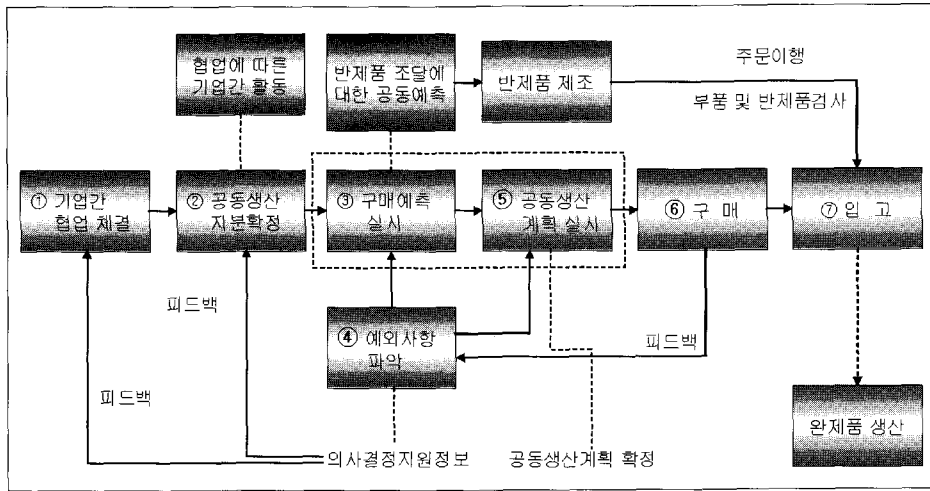 협업에 따른
기업간 활동
반제품 조달에
대한 공동예측
반제품 제조
주문이행
부품 및 반제품검사
① 기업간
협업 체결
② 공동생산
지분확정
③ 구매예측
실시
⑤ 공동생산
계획 실시
⑥ 구 매
⑦ 입 고
피드백
④ 예외사항
파악
피드백
피드백
완제품 생산
의사결정지원정보
공동생산계획 확정